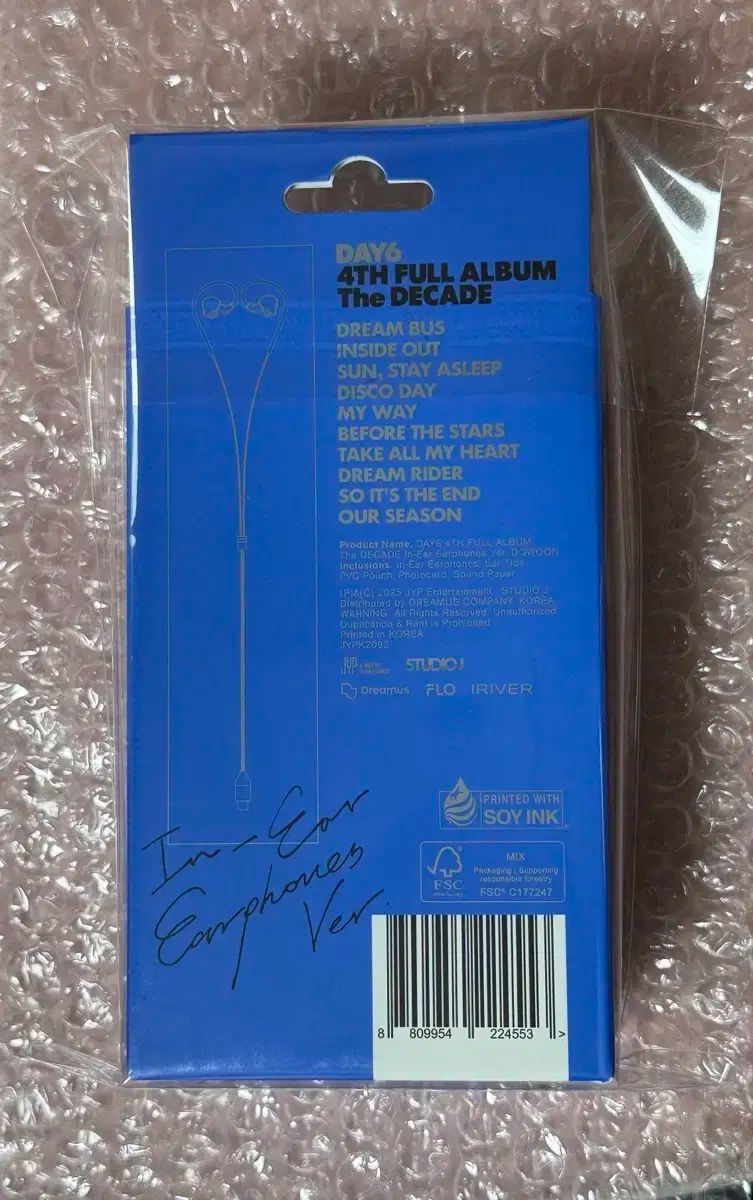 DAY6
4TH FULL ALBUM
The DECADE
DREAM BUS
INSIDE OUT
SUN, STAY ASLEEP
DISCO DAY
MY WAY
BEFORE THE STARS
TAKE ALL MY HEART
DREAM RIDER
SO IT'S THE END
OUR SEASON
Product Name. DAY6 4TH FULL ALBUM
The DECADE In-Ear Earphones Ver. DOWOON
Inclusions. In-Ear Earphones, Ear Tips
PVC Pouch, Photocard, Sound Paper
(P)&(C) 2025 JYP Entertainment. STUDIO J
Distributed by DREAMUS COMPANY, KOREA
WARNING: All Rights Reserved. Unauthorized
Duplication & Rent is Prohibited
Printed in KOREA
JYPK2092
JYP STUDIO J
Dreamus FLO IRIVER
In-Ear
Earphones
Ver.
PRINTED WITH
SOY INK
FSC
MIX
Packaging | Supporting
responsible forestry
FSC® C177247
8 809954 224553 >